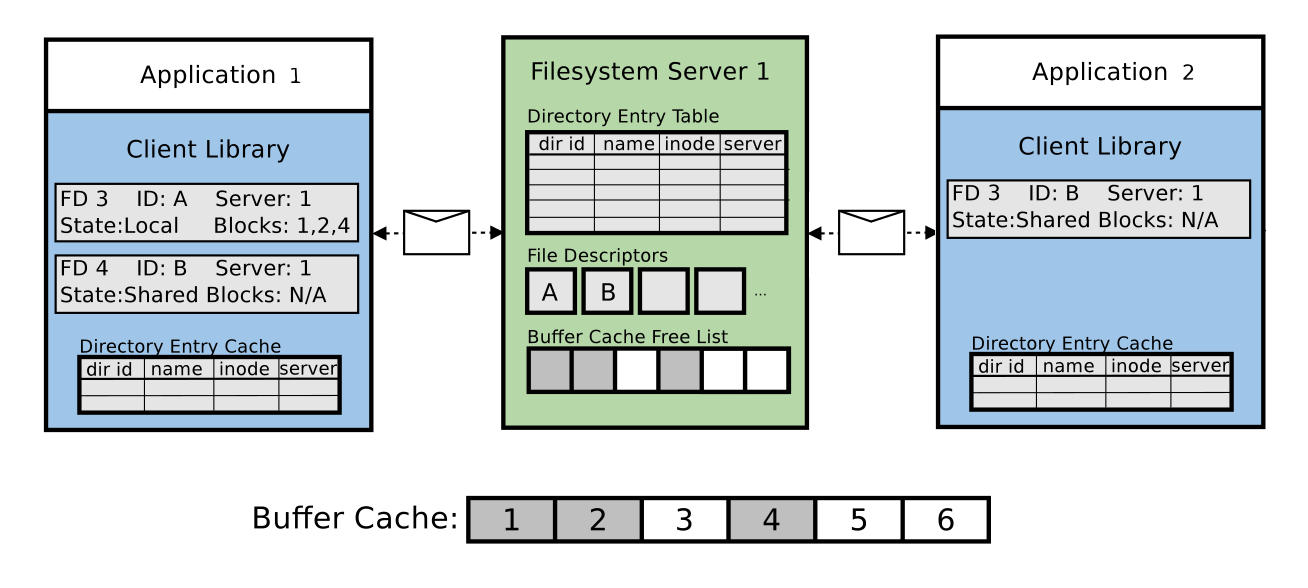 Application 1
Client Library
FD 3 ID: A Server: 1
State:Local Blocks: 1,2,4
FD 4 ID: B Server: 1
State:Shared Blocks: N/A
Directory Entry Cache
dir id name inode server
Filesystem Server 1
Directory Entry Table
dir id name inode server
File Descriptors
A B ...
Buffer Cache Free List
Application 2
Client Library
FD 3 ID: B Server: 1
State:Shared Blocks: N/A
Directory Entry Cache
dir id name inode server
Buffer Cache: 1 2 3 4 5 6